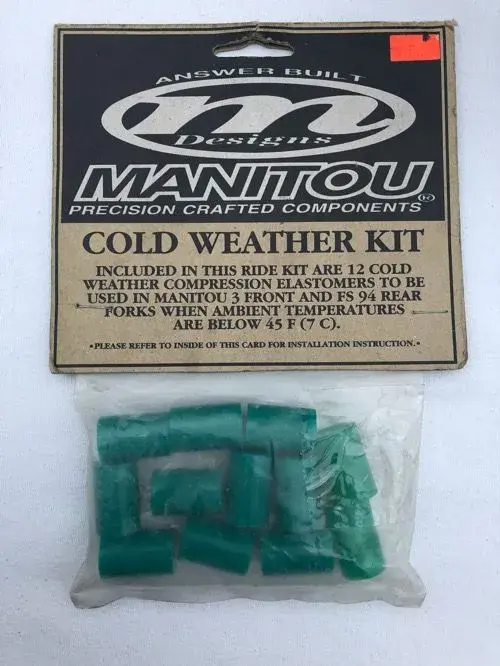 ANSWER BUILT
m
Designs
MANITOU®
PRECISION CRAFTED COMPONENTS
COLD WEATHER KIT
INCLUDED IN THIS RIDE KIT ARE 12 COLD
WEATHER COMPRESSION ELASTOMERS TO BE
USED IN MANITOU 3 FRONT AND FS 94 REAR
FORKS WHEN AMBIENT TEMPERATURES
ARE BELOW 45 F (7 C).
•PLEASE REFER TO INSIDE OF THIS CARD FOR INSTALLATION INSTRUCTION.•